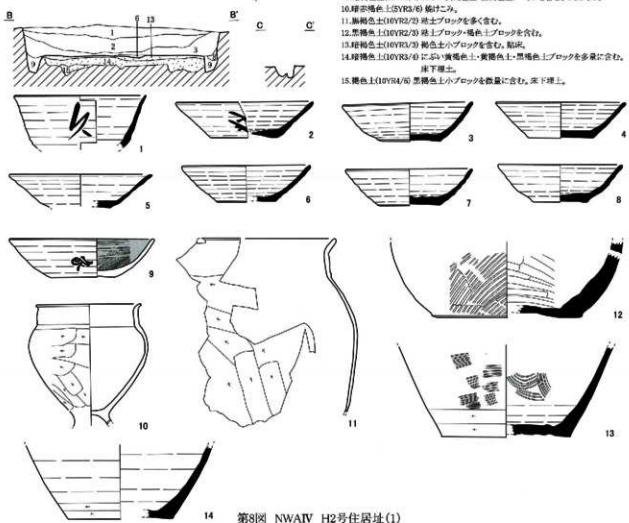 10.暗赤褐色土(5YR3/6) 焼けこみ。
11.黒褐色土(10YR2/2) 粘土ブロックを多く含む。
12.黒褐色土(10YR2/3) 粘土ブロック・褐色土ブロックを含む。
13.暗褐色土(10YR3/3) 褐色土小ブロックを含む。貼床。
14.暗褐色土(10YR3/4) にぶい黄褐色土・黄褐色土・黒褐色土ブロックを多量に含む。
床下埋土。
15.褐色土(10YR4/6) 黒褐色土小ブロックを微量に含む。床下埋土。
B 6 13 B' C C'
1
2 3
9 14 9
15
1 2 3 4
5 6 7 8
9 10 11 12
13
14
第8図 NWAⅣ H2号住居址(1)